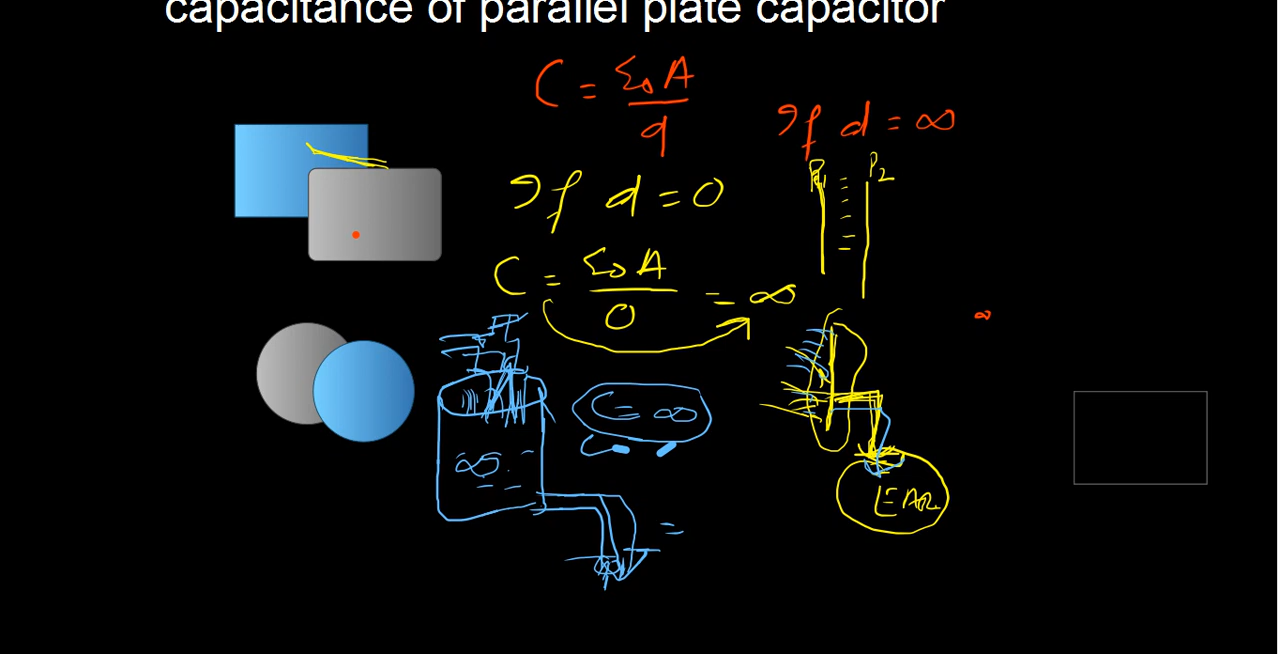 capacitance of parallel plate capacitor
C = ε₀A / d
If d = ∞
P1 P2
If d = 0
C = ε₀A / 0 = ∞
∞
C = ∞
∞
=